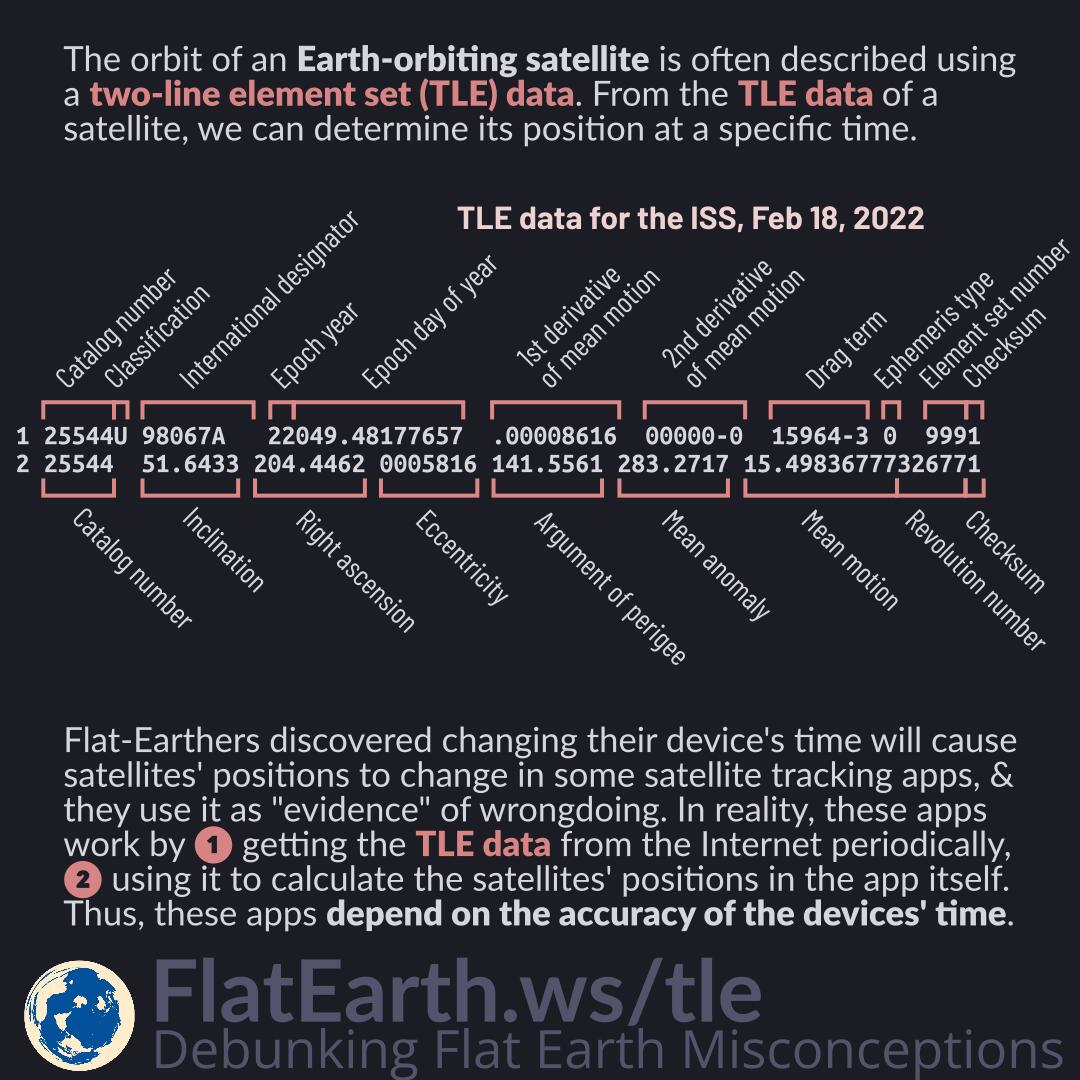 The orbit of an Earth-orbiting satellite is often described using
a two-line element set (TLE) data. From the TLE data of a
satellite, we can determine its position at a specific time.
TLE data for the ISS, Feb 18, 2022
Catalog number
Classification
International designator
Epoch year
Epoch day of year
1st derivative
of mean motion
2nd derivative
of mean motion
Drag term
Ephemeris type
Element set number
Checksum
1 25544U 98067A   22049.48177657  .00008616  00000-0  15964-3 0  9991
2 25544  51.6433 204.4462 0005816 141.5561 283.2717 15.49836777326771
Catalog number
Inclination
Right ascension
Eccentricity
Argument of perigee
Mean anomaly
Mean motion
Revolution number
Checksum
Flat-Earthers discovered changing their device's time will cause
satellites' positions to change in some satellite tracking apps, &
they use it as "evidence" of wrongdoing. In reality, these apps
work by 1 getting the TLE data from the Internet periodically,
2 using it to calculate the satellites' positions in the app itself.
Thus, these apps depend on the accuracy of the devices' time.
FlatEarth.ws/tle
Debunking Flat Earth Misconceptions